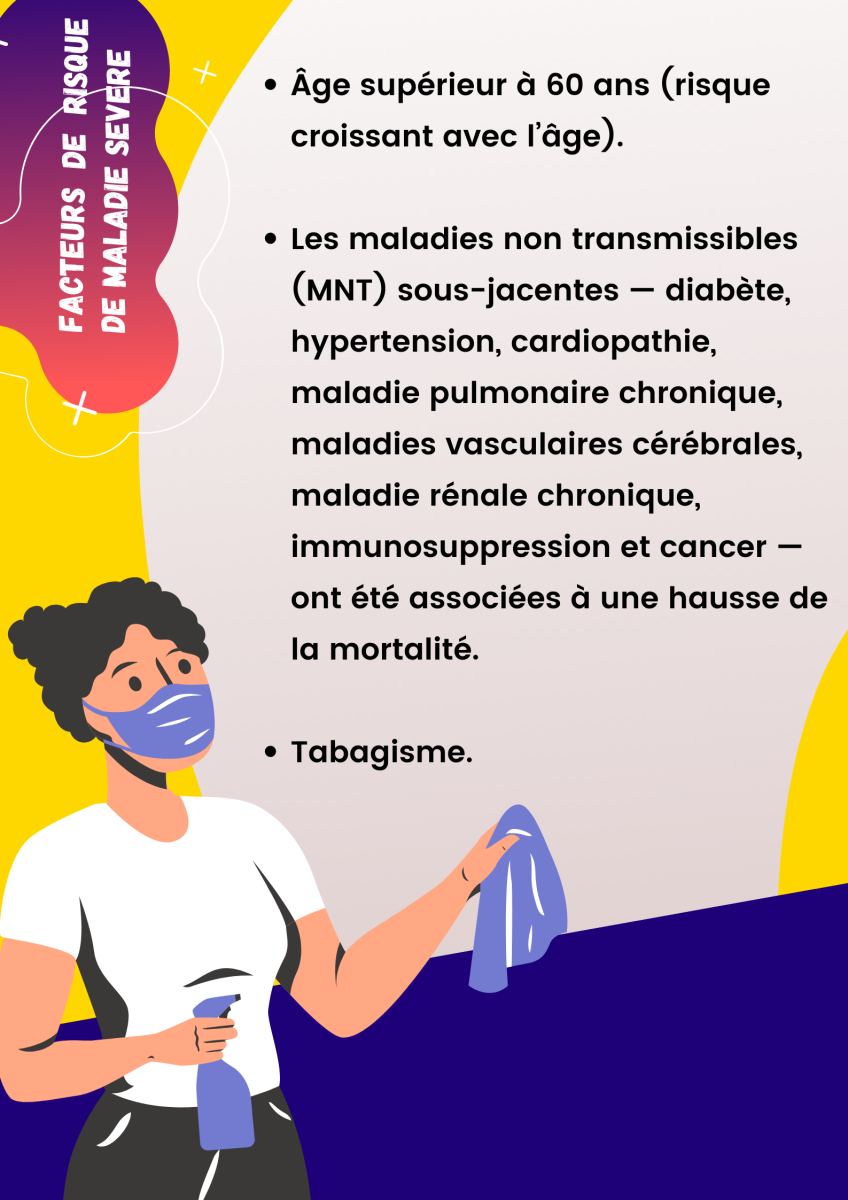 FACTEURS DE RISQUE
DE MALADIE SEVERE
• Âge supérieur à 60 ans (risque
croissant avec l’âge).
• Les maladies non transmissibles
(MNT) sous-jacentes — diabète,
hypertension, cardiopathie,
maladie pulmonaire chronique,
maladies vasculaires cérébrales,
maladie rénale chronique,
immunosuppression et cancer —
ont été associées à une hausse de
la mortalité.
• Tabagisme.